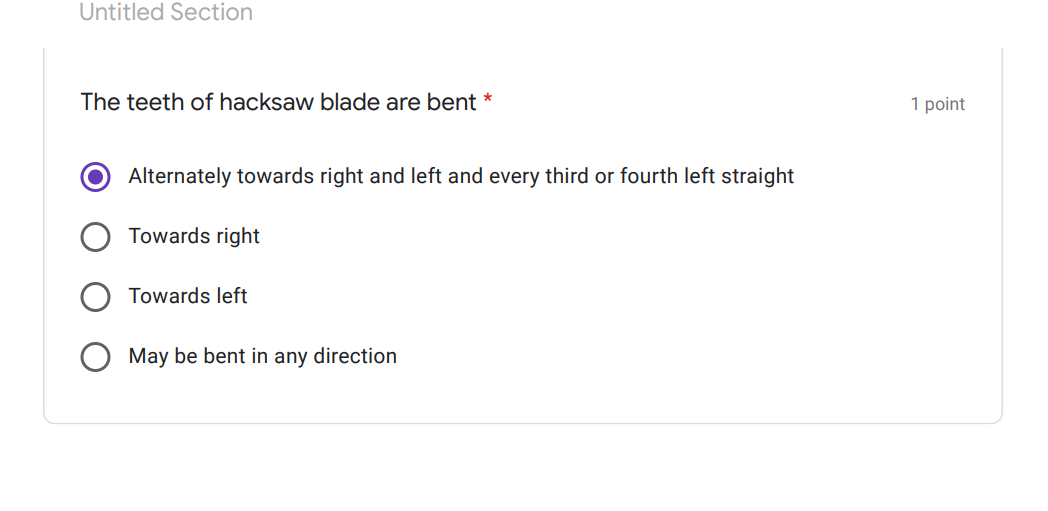 Untitled Section
The teeth of hacksaw blade are bent *
1 point
Alternately towards right and left and every third or fourth left straight
Towards right
Towards left
May be bent in any direction